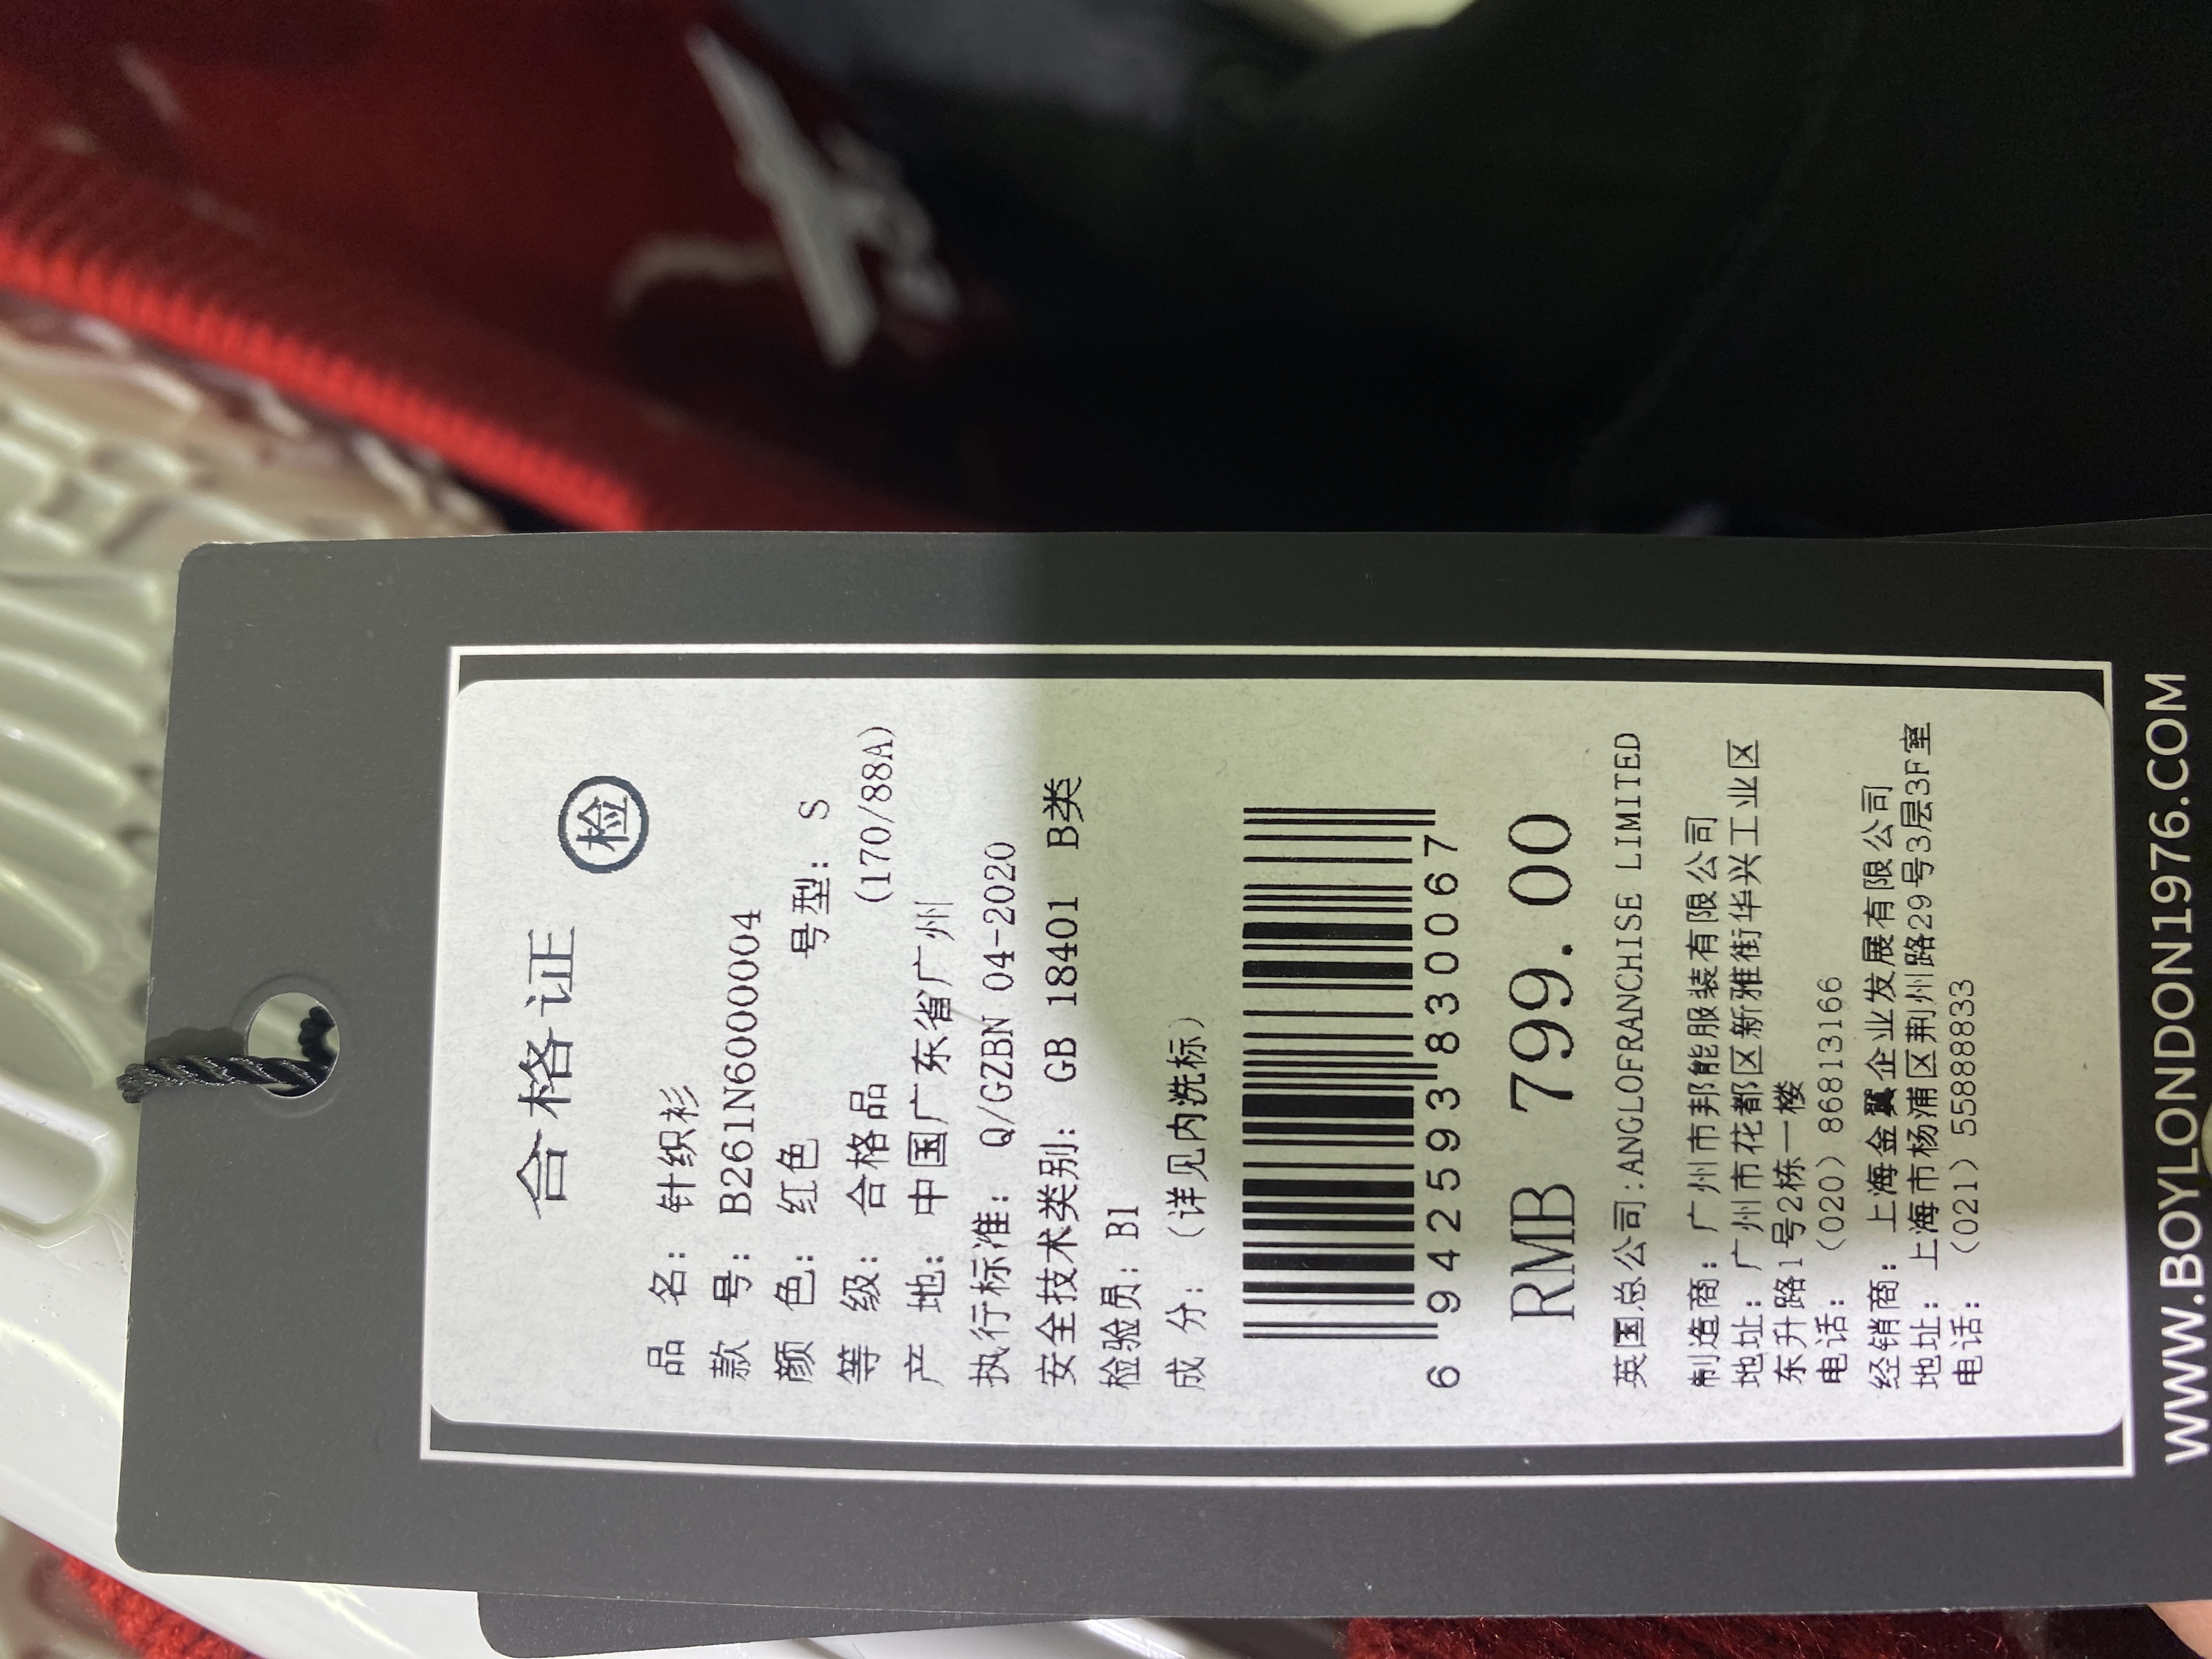 合格证
检
品 名： 针织衫
款 号： B261N6000004
颜 色： 红色 号型： S
等 级： 合格品 (170/88A)
产 地： 中国广东省广州
执行标准： Q/GZBN 04-2020
安全技术类别： GB 18401 B类
检验员： B1
成 分： （详见内洗标）
6 942593 830067
RMB 799.00
英国总公司:ANGLOFRANCHISE LIMITED
制造商： 广州市邦能服装有限公司
地址： 广州市花都区新雅街华兴工业区
东升路1号2栋一楼
电话： （020）86813166
经销商： 上海金翼企业发展有限公司
地址： 上海市杨浦区荆州路29号3层3F室
电话： （021）55888833
WWW.BOYLONDON1976.COM